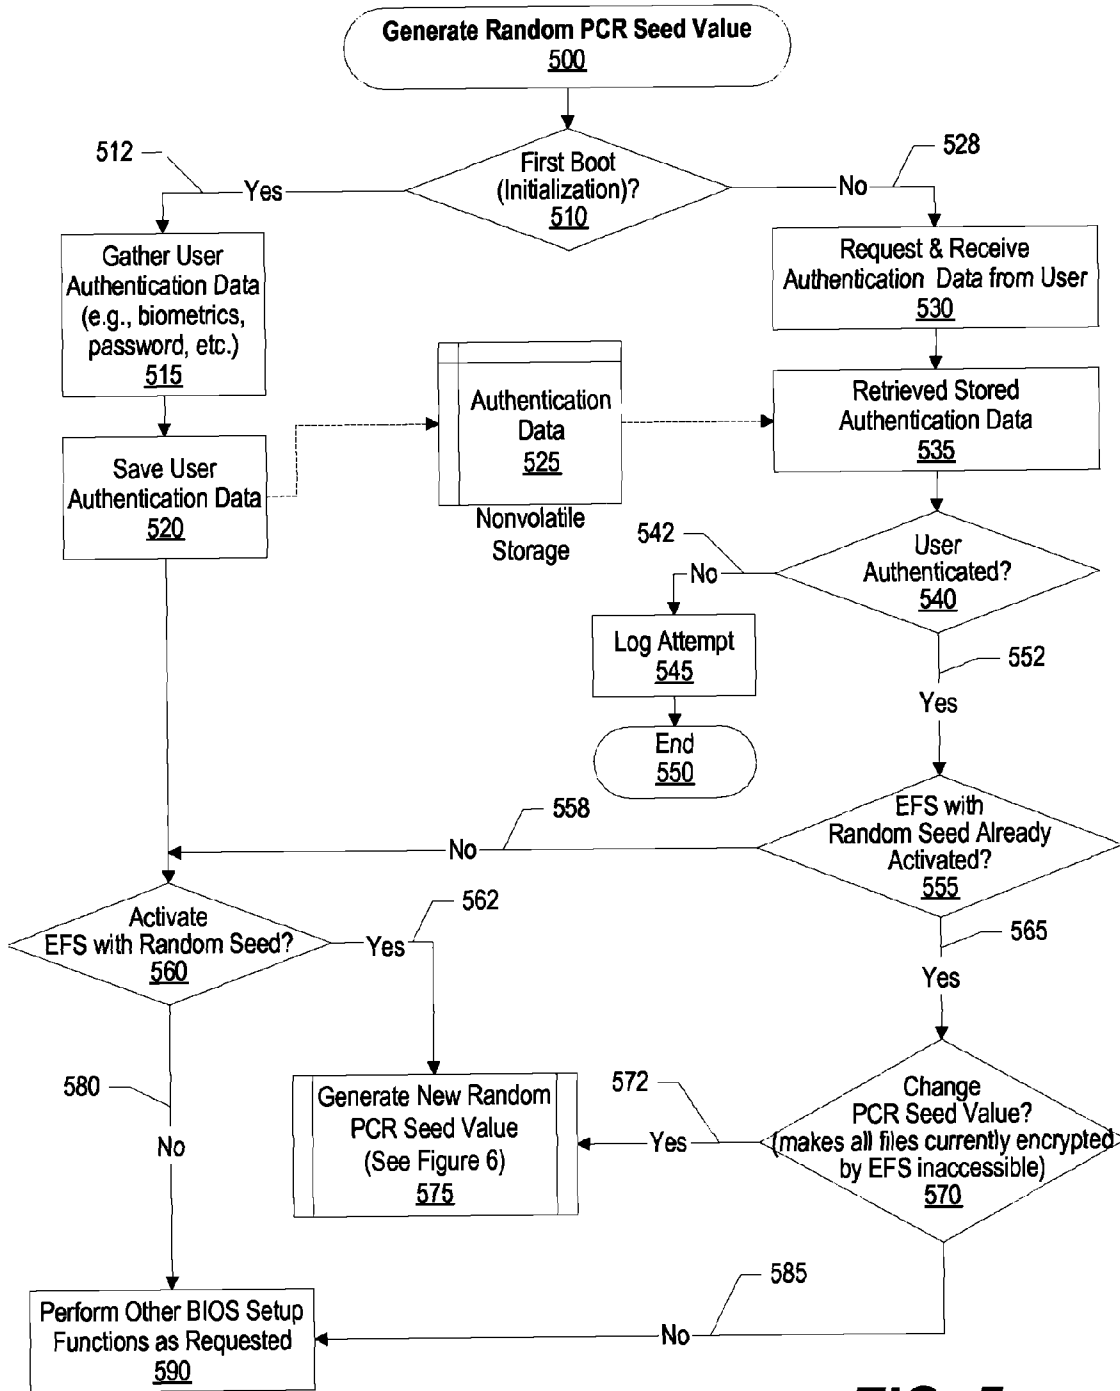 Generate Random PCR Seed Value
500
512
Yes
First Boot
(Initialization)?
510
No
528
Gather User
Authentication Data
(e.g., biometrics,
password, etc.)
515
Request & Receive
Authentication Data from User
530
Save User
Authentication Data
520
Authentication
Data
525
Nonvolatile
Storage
Retrieved Stored
Authentication Data
535
542
No
User
Authenticated?
540
Log Attempt
545
End
550
552
Yes
558
No
EFS with
Random Seed Already
Activated?
555
Activate
EFS with Random Seed?
560
562
Yes
565
Yes
580
No
Generate New Random
PCR Seed Value
(See Figure 6)
575
572
Yes
Change
PCR Seed Value?
(makes all files currently encrypted
by EFS inaccessible)
570
585
No
Perform Other BIOS Setup
Functions as Requested
590